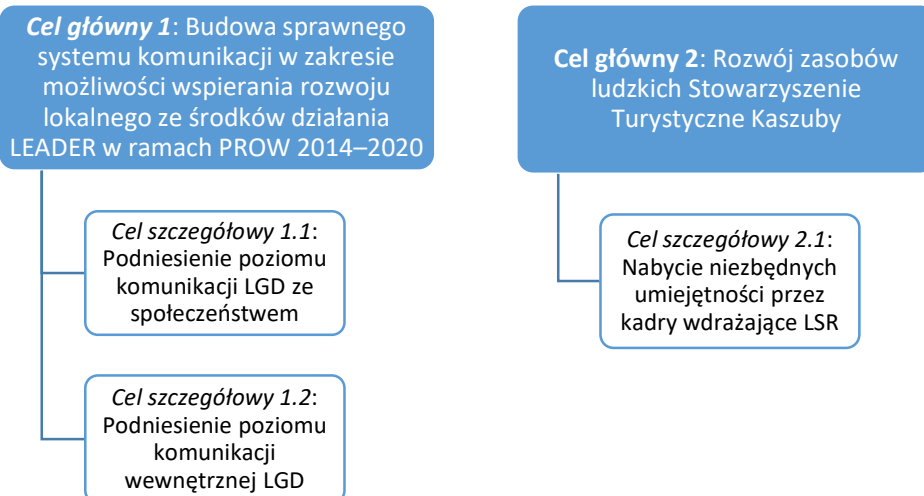 Cel główny 1: Budowa sprawnego
systemu komunikacji w zakresie
możliwości wspierania rozwoju
lokalnego ze środków działania
LEADER w ramach PROW 2014–2020
Cel szczegółowy 1.1:
Podniesienie poziomu
komunikacji LGD ze
społeczeństwem
Cel szczegółowy 1.2:
Podniesienie poziomu
komunikacji
wewnętrznej LGD
Cel główny 2: Rozwój zasobów
ludzkich Stowarzyszenie
Turystyczne Kaszuby
Cel szczegółowy 2.1:
Nabycie niezbędnych
umiejętności przez
kadry wdrażające LSR